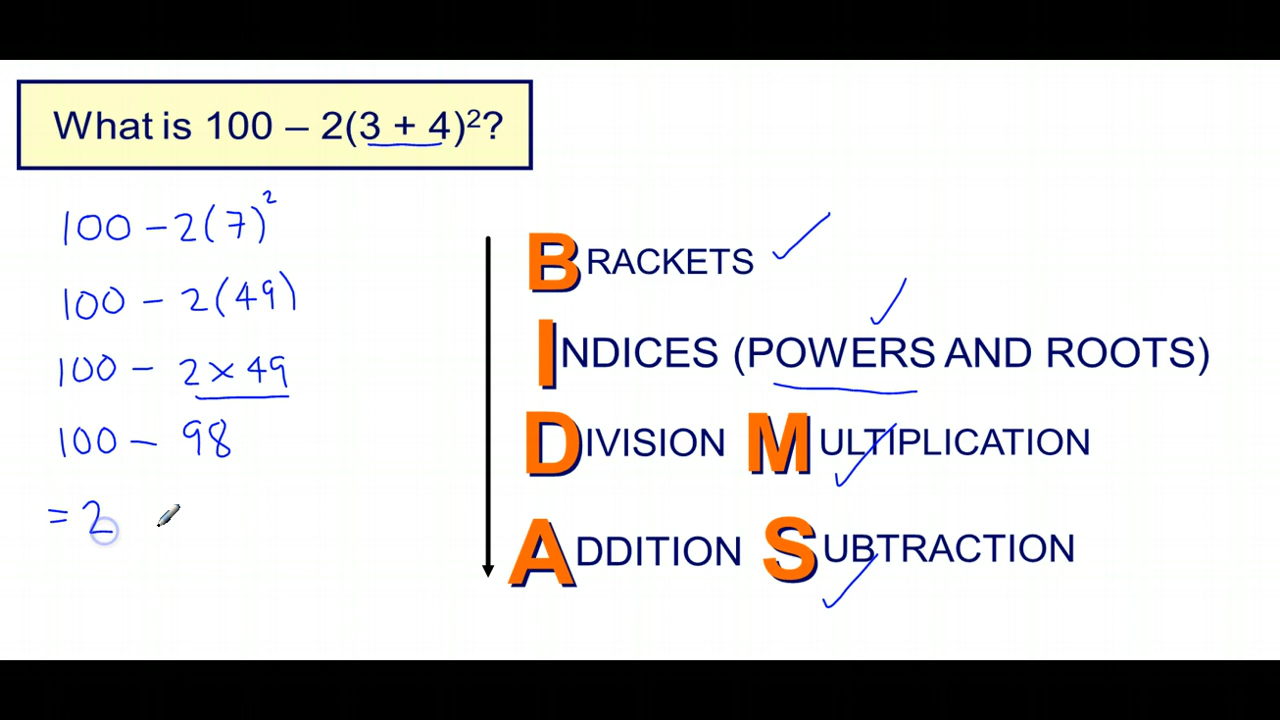 What is 100 – 2(3 + 4)²?
100 – 2(7)²
100 – 2(49)
100 – 2 × 49
100 – 98
= 2
BRACKETS
INDICES (POWERS AND ROOTS)
DIVISION MULTIPLICATION
ADDITION SUBTRACTION